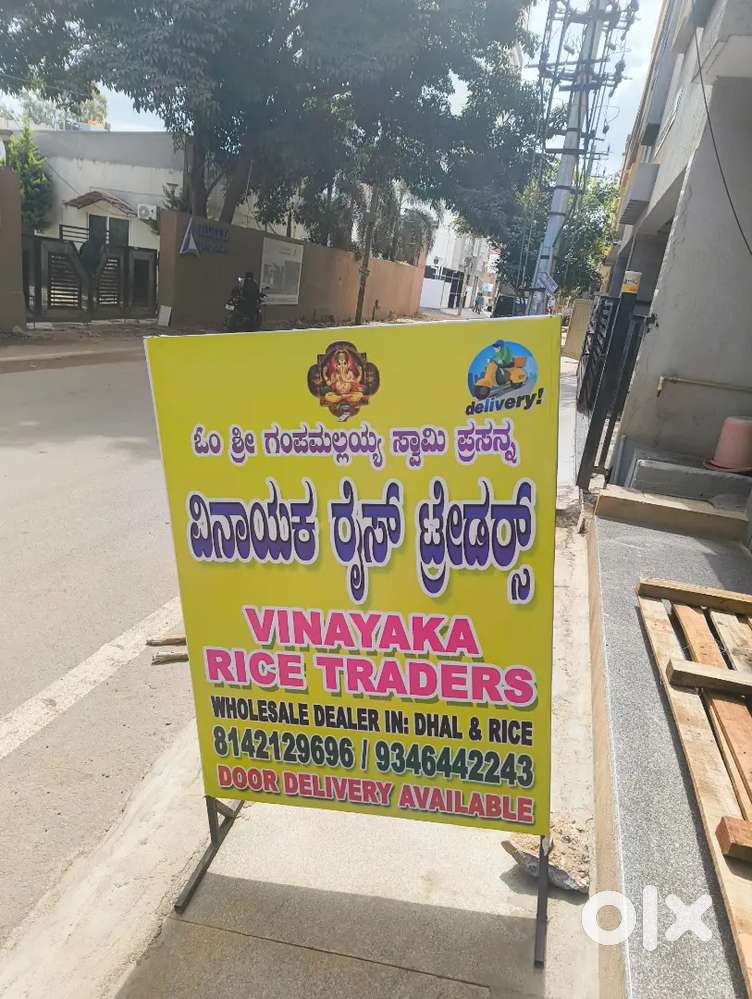 delivery!
ಓಂ ಶ್ರೀ ಗಂಪಮಲ್ಲಯ್ಯ ಸ್ವಾಮಿ ಪ್ರಸನ್ನ
ವಿನಾಯಕ ರೈಸ್ ಟ್ರೇಡರ್ಸ್
VINAYAKA
RICE TRADERS
WHOLESALE DEALER IN: DHAL & RICE
8142129696 / 9346442243
DOOR DELIVERY AVAILABLE
olx